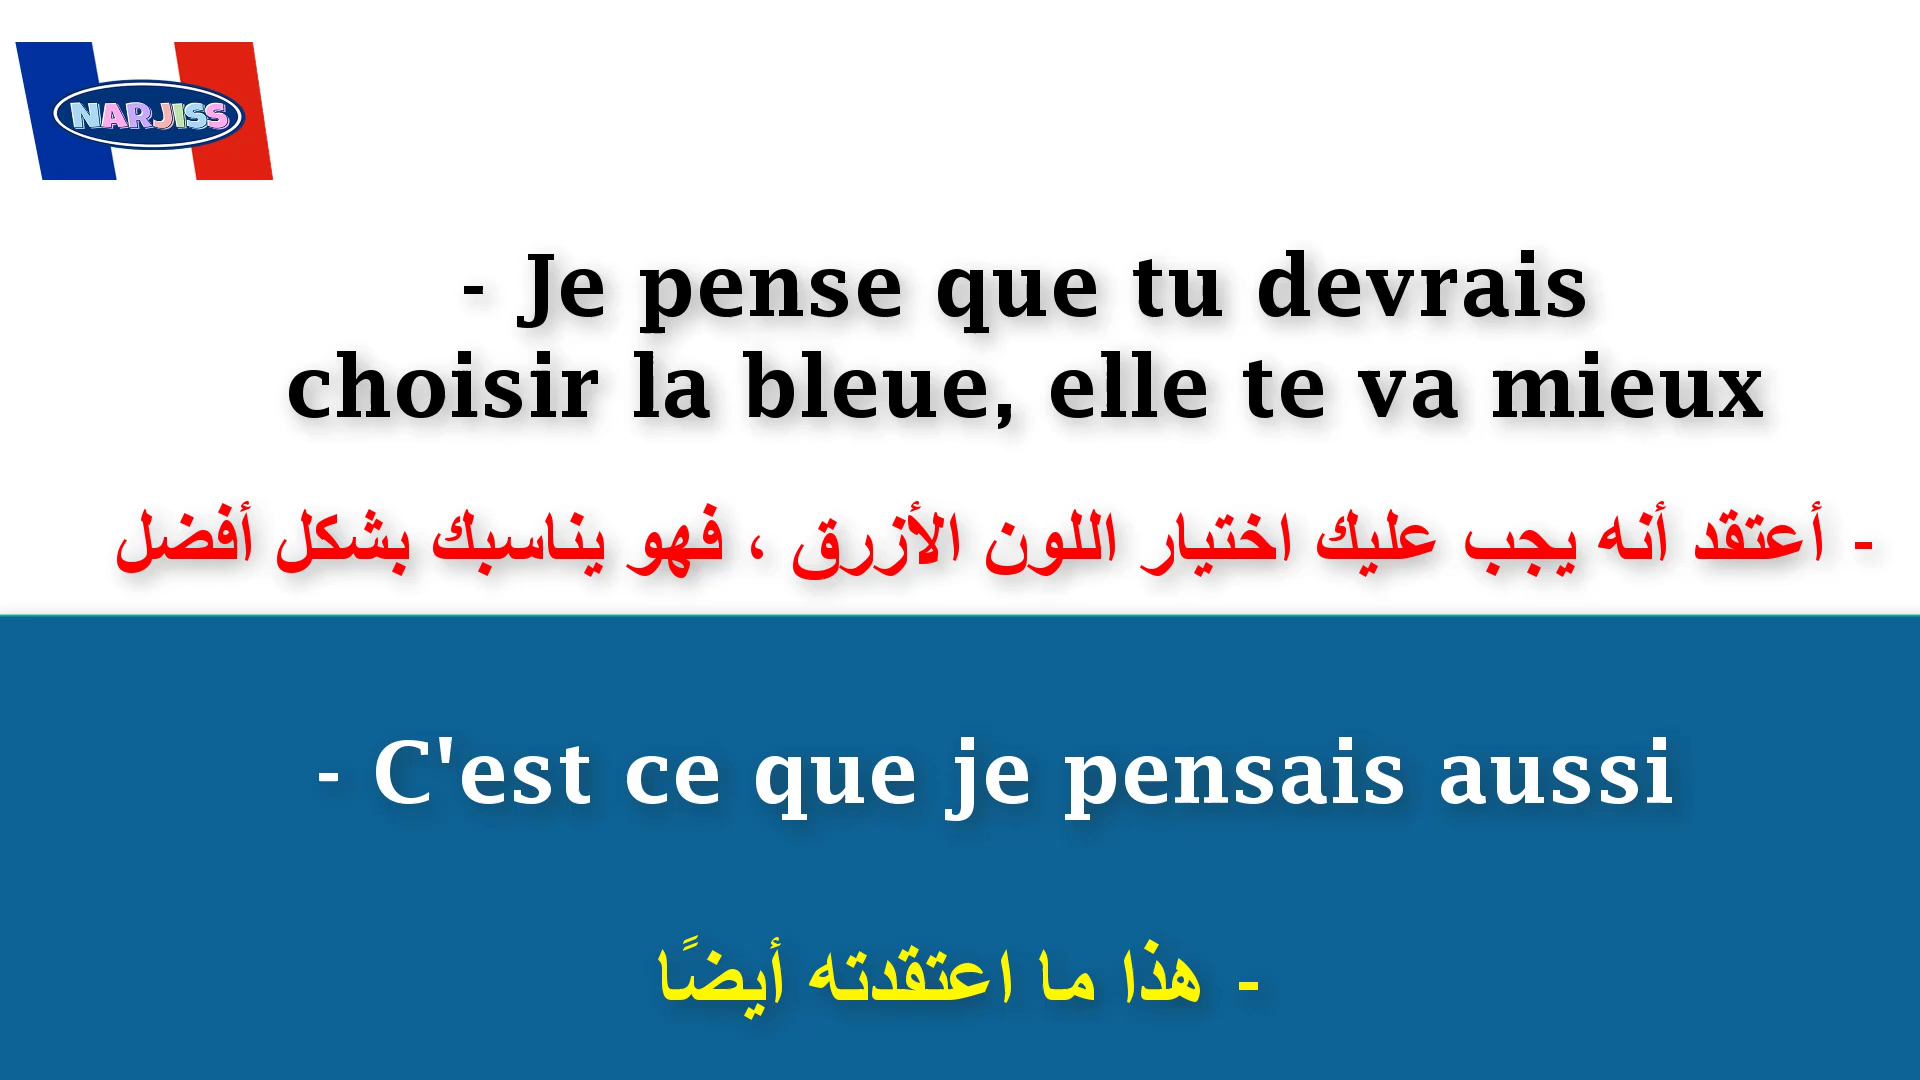 NARJISS
- Je pense que tu devrais
choisir la bleue, elle te va mieux
- أعتقد أنه يجب عليك اختيار اللون الأزرق ، فهو يناسبك بشكل أفضل
- C'est ce que je pensais aussi
- هذا ما اعتقدته أيضًا